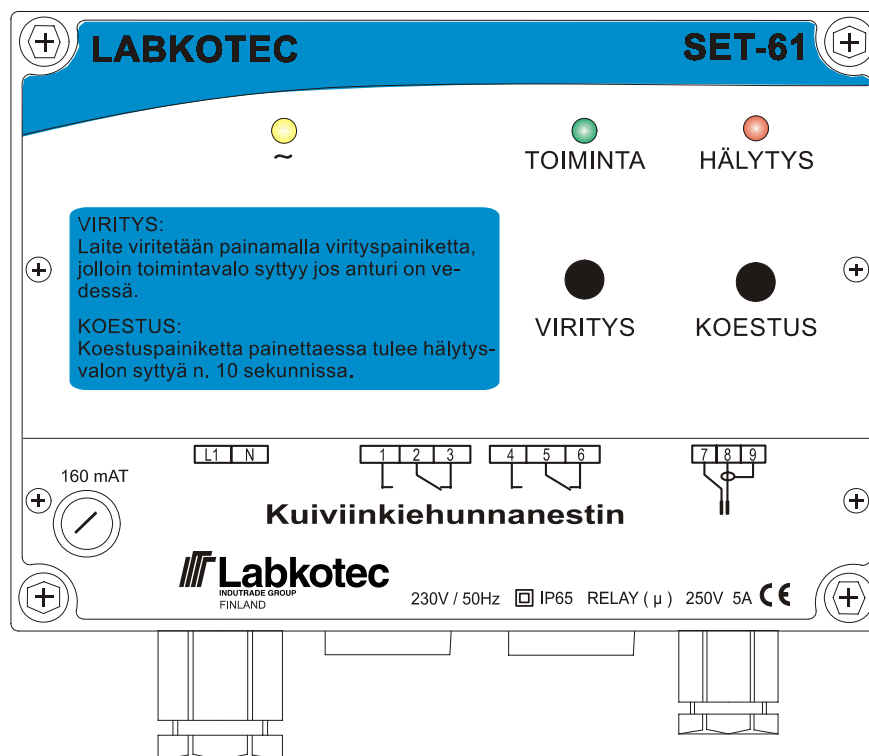 LABKOTEC SET-61
~ TOIMINTA HÄLYTYS
VIRITYS:
Laite viritetään painamalla virityspainiketta,
jolloin toimintavalo syttyy jos anturi on ve-
dessä.
KOESTUS:
Koestuspainiketta painettaessa tulee hälytys-
valon syttyä n. 10 sekunnissa.
VIRITYS KOESTUS
L1 N 1 2 3 4 5 6 7 8 9
160 mAT
Kuiviinkiehunnanestin
Labkotec
INDUTRADE GROUP
FINLAND
230V / 50Hz IP65 RELAY ( µ ) 250V 5A CE